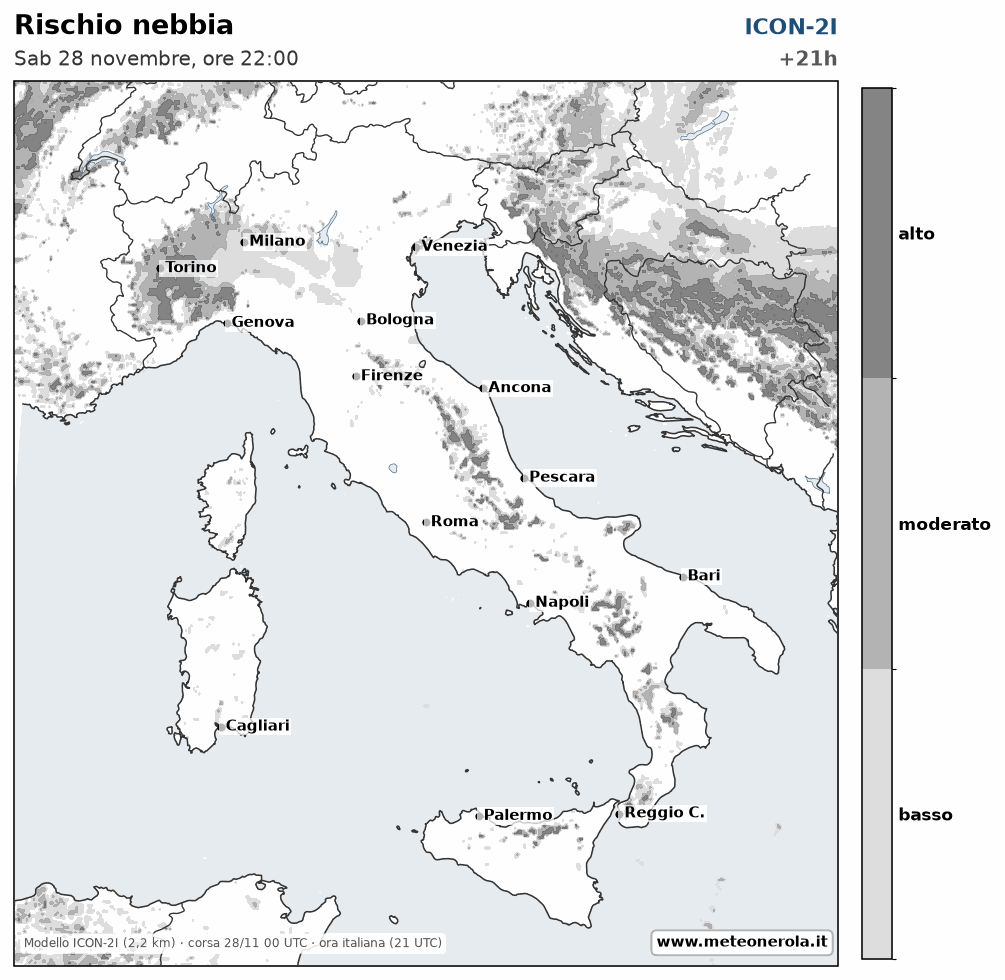 Rischio nebbia
ICON-2I
Sab 28 novembre, ore 22:00
+21h
alto
Milano
Venezia
Torino
Genova
Bologna
Firenze
Ancona
Pescara
moderato
Roma
Bari
Napoli
Cagliari
Palermo
Reggio C.
basso
Modello ICON-2I (2,2 km) · corsa 28/11 00 UTC · ora italiana (21 UTC)
www.meteonerola.it